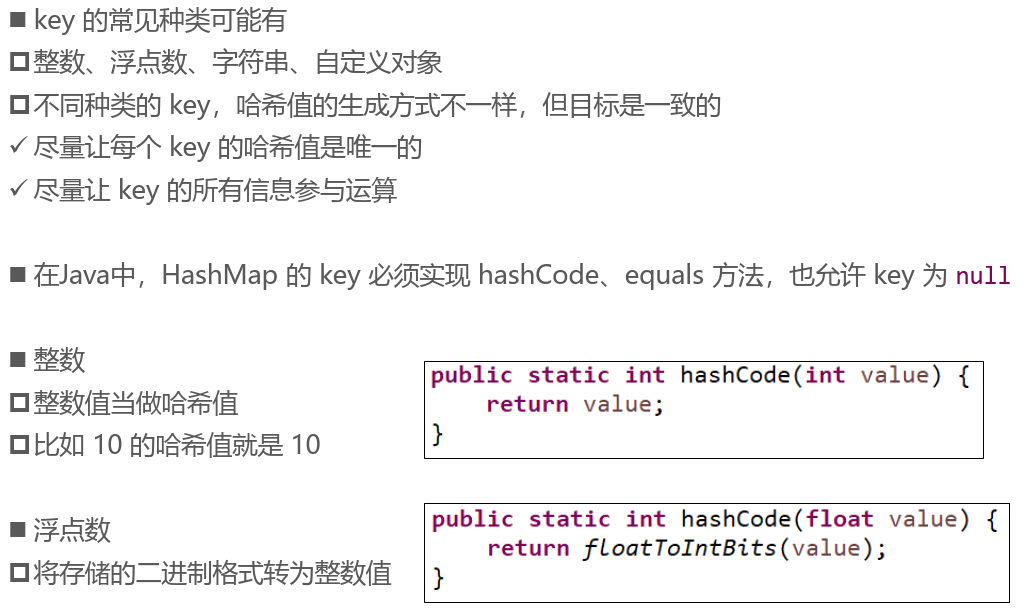 ■ key 的常见种类可能有
□ 整数、浮点数、字符串、自定义对象
□ 不同种类的 key，哈希值的生成方式不一样，但目标是一致的
✓ 尽量让每个 key 的哈希值是唯一的
✓ 尽量让 key 的所有信息参与运算
■ 在Java中，HashMap 的 key 必须实现 hashCode、equals 方法，也允许 key 为 null
■ 整数
□ 整数值当做哈希值
□ 比如 10 的哈希值就是 10
public static int hashCode(int value) {
    return value;
}
■ 浮点数
□ 将存储的二进制格式转为整数值
public static int hashCode(float value) {
    return floatToIntBits(value);
}